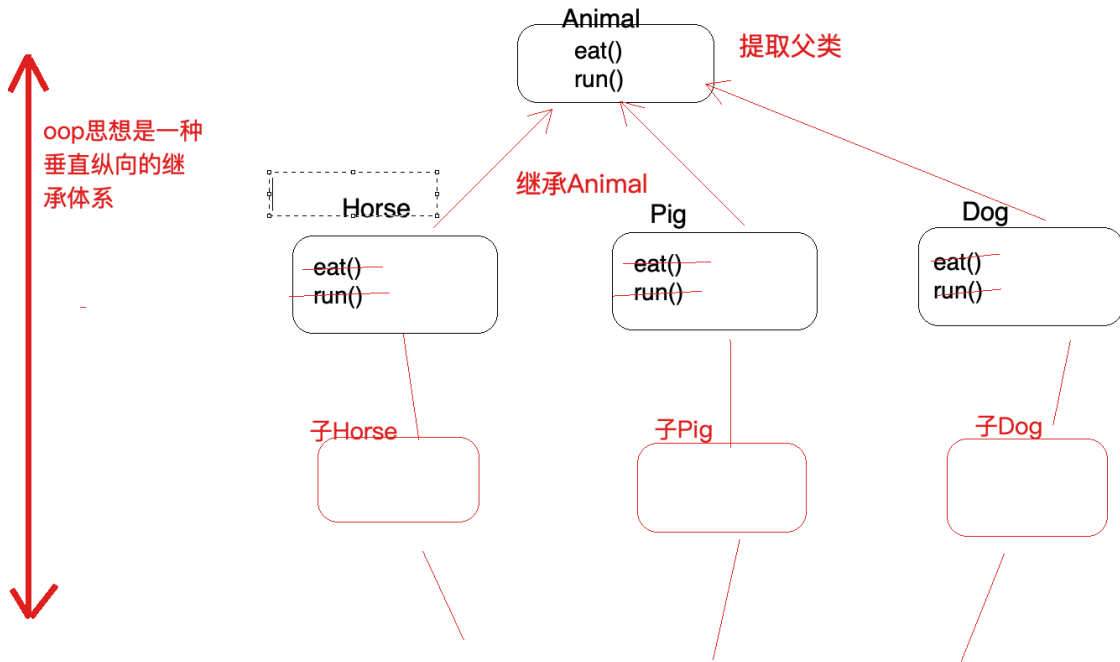 Animal
eat()
run()
提取父类
oop思想是一种
垂直纵向的继
承体系
继承Animal
Horse
eat()
run()
Pig
eat()
run()
Dog
eat()
run()
子Horse
子Pig
子Dog